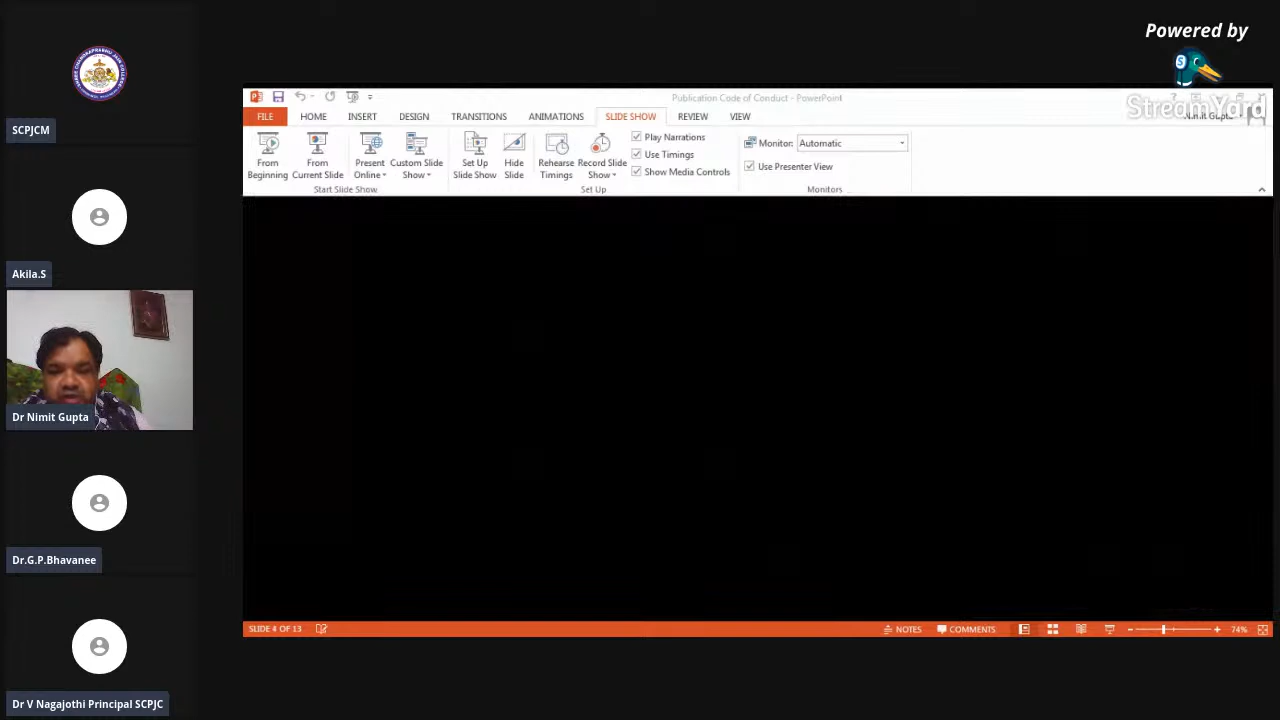 Powered by
StreamYard
SCPJCM
Akila.S
Dr Nimit Gupta
Dr.G.P.Bhavanee
Dr V Nagajothi Principal SCPJC
Publication Code of Conduct - PowerPoint
FILE HOME INSERT DESIGN TRANSITIONS ANIMATIONS SLIDE SHOW REVIEW VIEW
Nimit Gupta
From Beginning
From Current Slide
Present Online
Custom Slide Show
Set Up Slide Show
Hide Slide
Rehearse Timings
Record Slide Show
Play Narrations
Use Timings
Show Media Controls
Monitor: Automatic
Use Presenter View
Start Slide Show
Set Up
Monitors
SLIDE 4 OF 13
NOTES
COMMENTS
74%